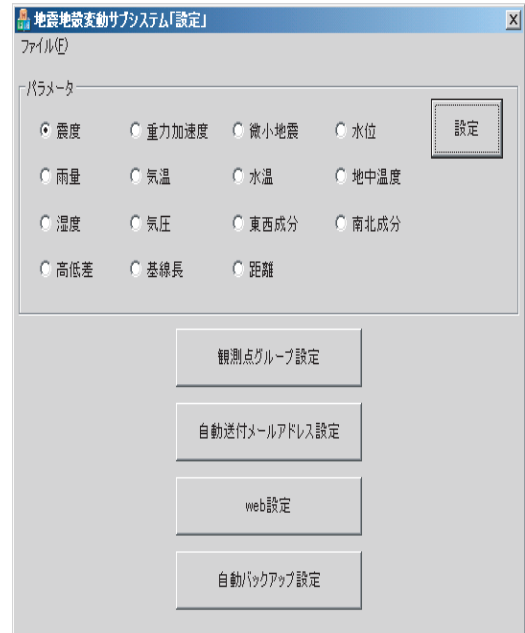 地震地殻変動サブシステム「設定」
ファイル(F)
パラメータ
震度 重力加速度 微小地震 水位 設定
雨量 気温 水温 地中温度
湿度 気圧 東西成分 南北成分
高低差 基線長 距離
観測点グループ設定
自動送付メールアドレス設定
web設定
自動バックアップ設定